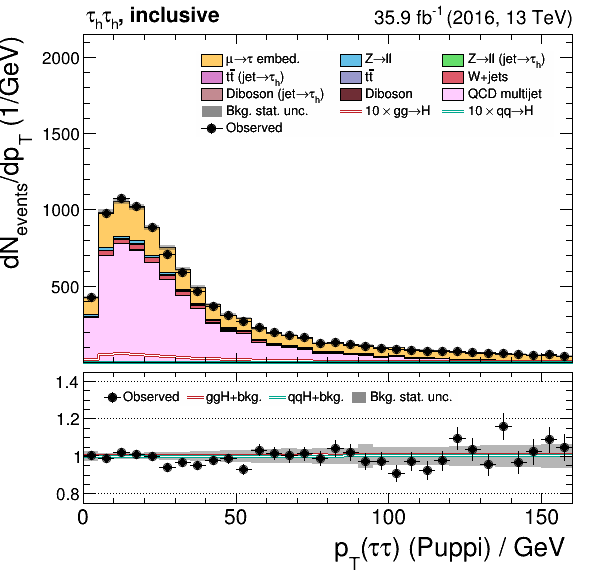 τhτh, inclusive 35.9 fb-1 (2016, 13 TeV)
dNevents/dpT (1/GeV)
2000
1500
1000
500
μ→τ embed. Z→ll Z→ll (jet→τh)
tt̄ (jet→τh) tt̄ W+jets
Diboson (jet→τh) Diboson QCD multijet
Bkg. stat. unc. 10 × gg→H 10 × qq→H
Observed
1.4
1.2
1
0.8
Observed ggH+bkg. qqH+bkg. Bkg. stat. unc.
0 50 100 150
pT(ττ) (Puppi) / GeV